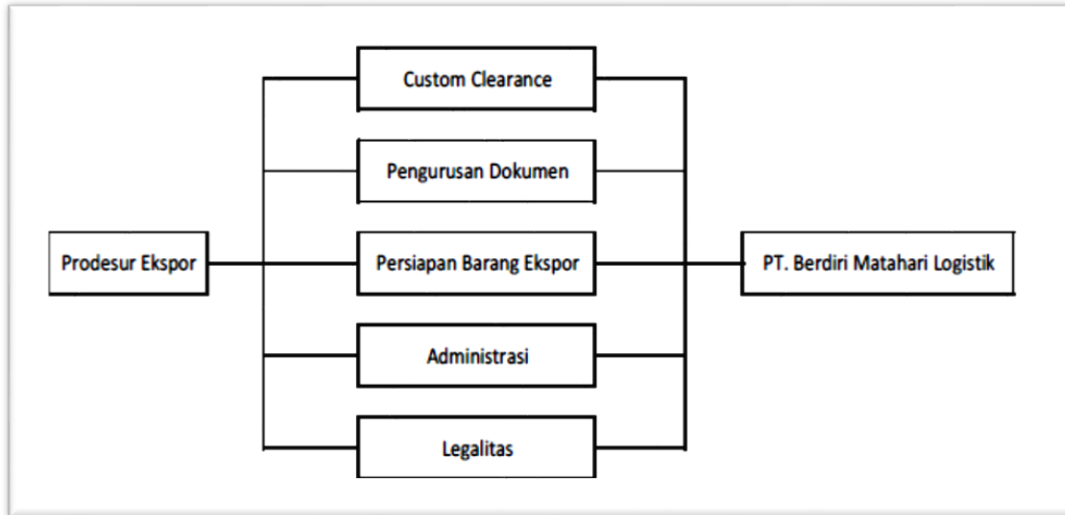 Custom Clearance
Pengurusan Dokumen
Prodesur Ekspor
Persiapan Barang Ekspor
PT. Berdiri Matahari Logistik
Administrasi
Legalitas